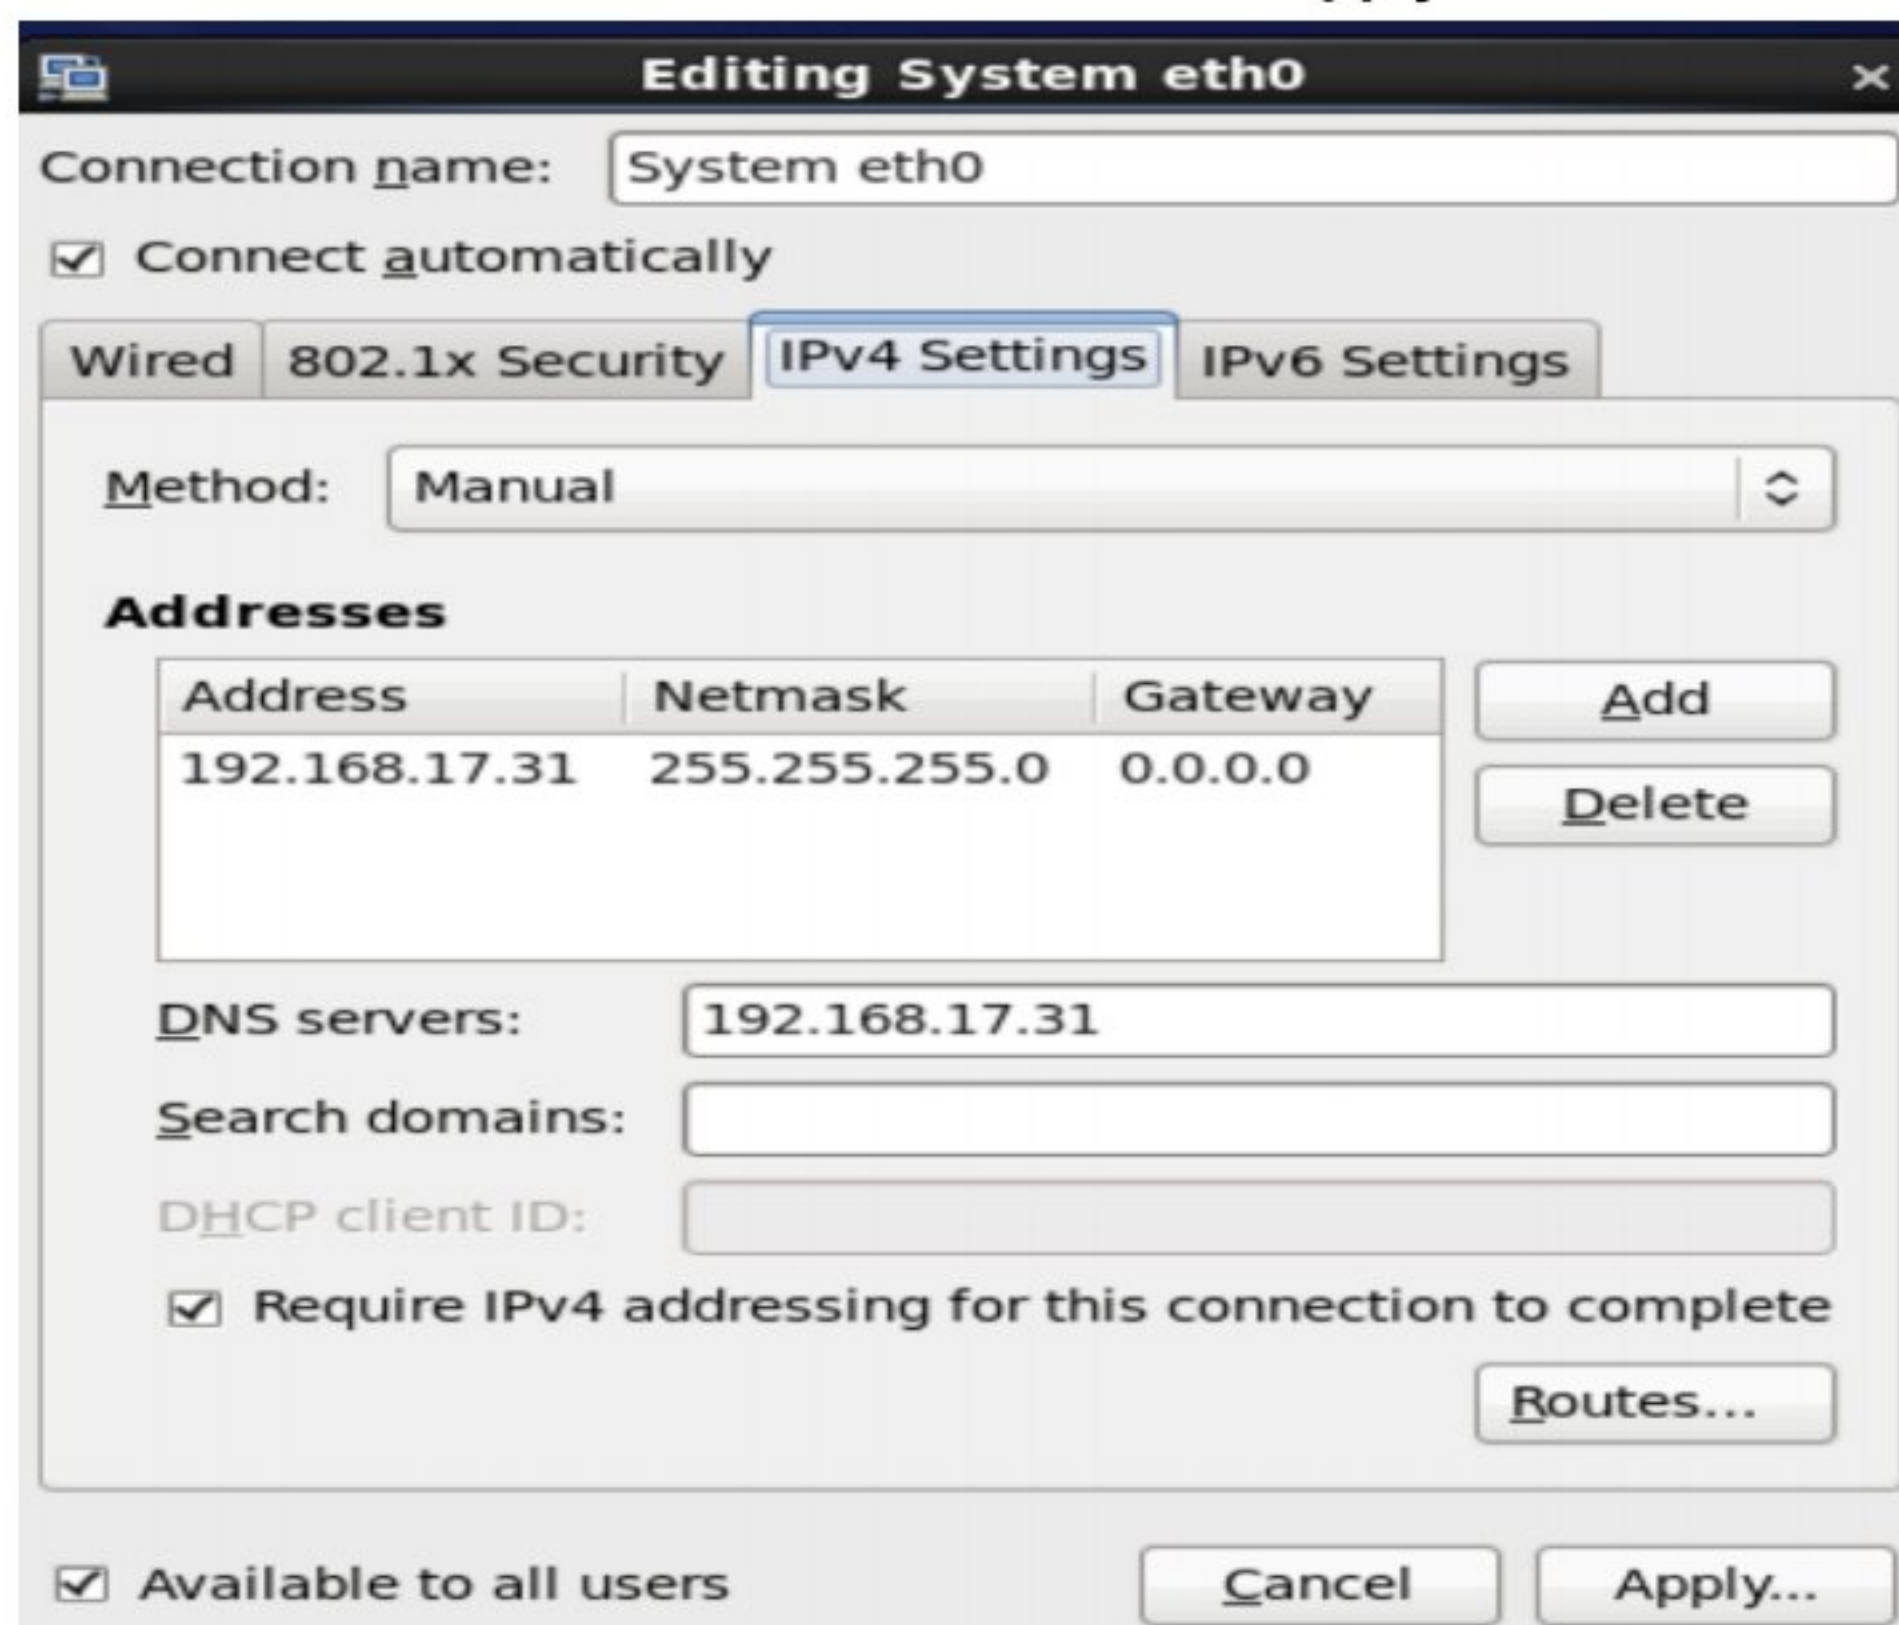 Editing System eth0
Connection name: System eth0
Connect automatically
Wired 802.1x Security IPv4 Settings IPv6 Settings
Method: Manual
Addresses
Address Netmask Gateway Add
192.168.17.31 255.255.255.0 0.0.0.0
Delete
DNS servers: 192.168.17.31
Search domains:
DHCP client ID:
Require IPv4 addressing for this connection to complete
Routes...
Available to all users Cancel Apply...